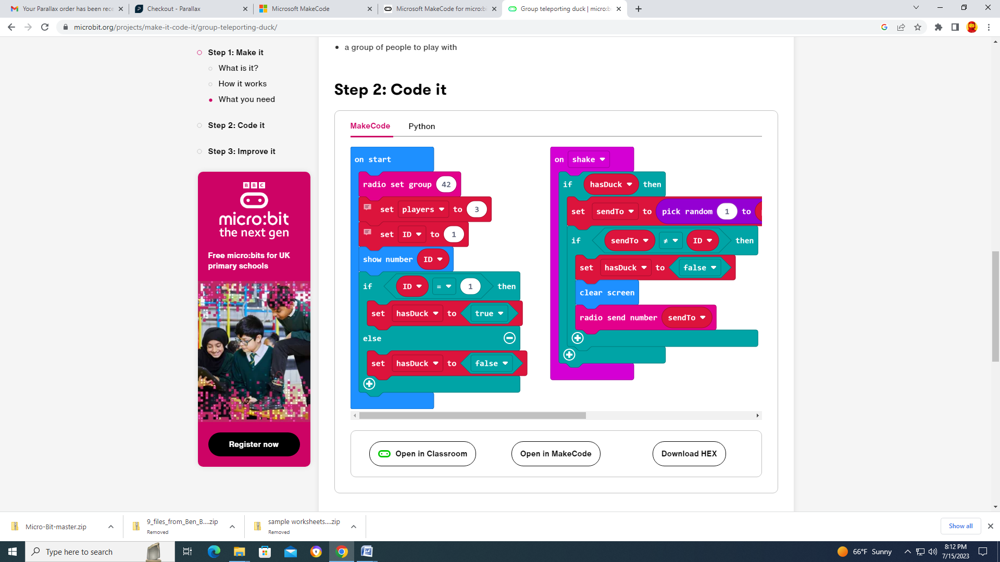 Your Parallax order has been rece
Checkout - Parallax
Microsoft MakeCode
Microsoft MakeCode for micro:b
Group teleporting duck | micro:b
microbit.org/projects/make-it-code-it/group-teleporting-duck/
Step 1: Make it
What is it?
How it works
What you need
Step 2: Code it
Step 3: Improve it
BBC
micro:bit
the next gen
Free micro:bits for UK
primary schools
Register now
a group of people to play with
Step 2: Code it
MakeCode
Python
on start
radio set group 42
set players to 3
set ID to 1
show number ID
if ID = 1 then
set hasDuck to true
else
set hasDuck to false
on shake
if hasDuck then
set sendTo to pick random 1 to
if sendTo ≠ ID then
set hasDuck to false
clear screen
radio send number sendTo
Open in Classroom
Open in MakeCode
Download HEX
Micro-Bit-master.zip
9_files_from_Ben_B....zip
Removed
sample worksheets....zip
Removed
Show all
Type here to search
66°F Sunny
8:12 PM
7/15/2023